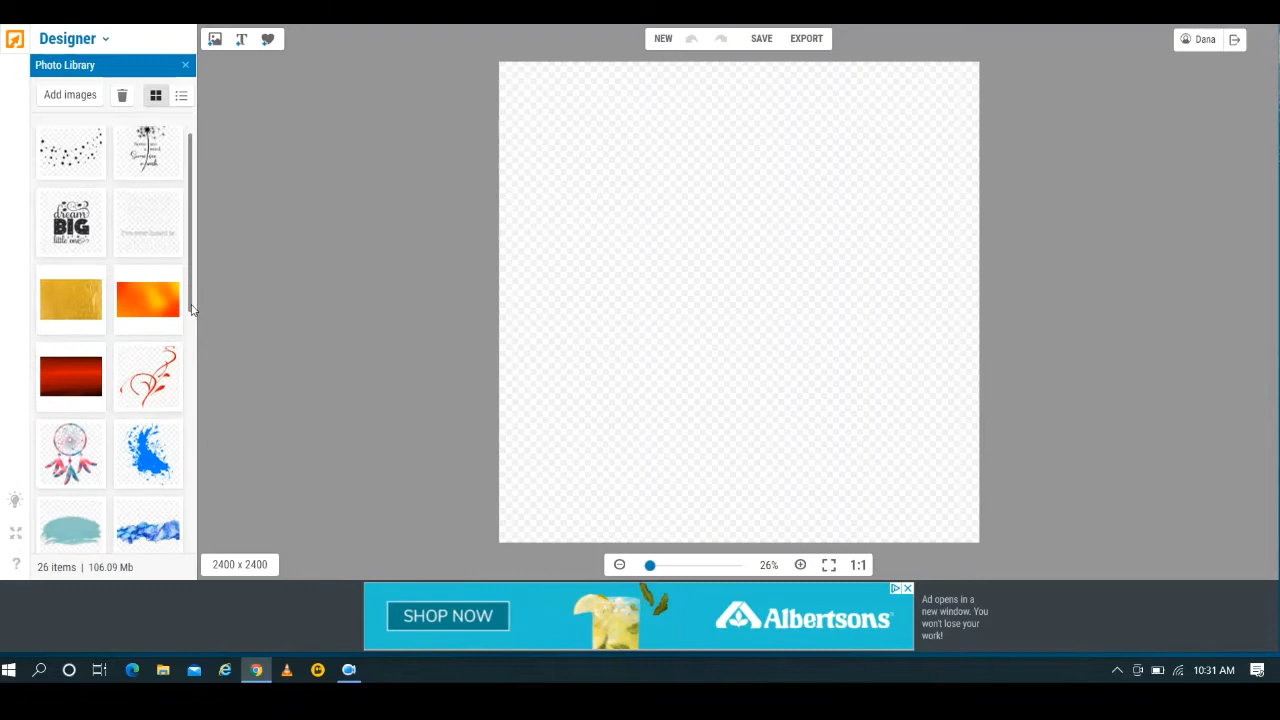 Designer
NEW
SAVE
EXPORT
Dana
Photo Library
Add images
dream
BIG
little one
26 items | 106.09 Mb
2400 x 2400
26%
1:1
SHOP NOW
Albertsons
Ad opens in a
new window. You
won't lose your
work!
10:31 AM